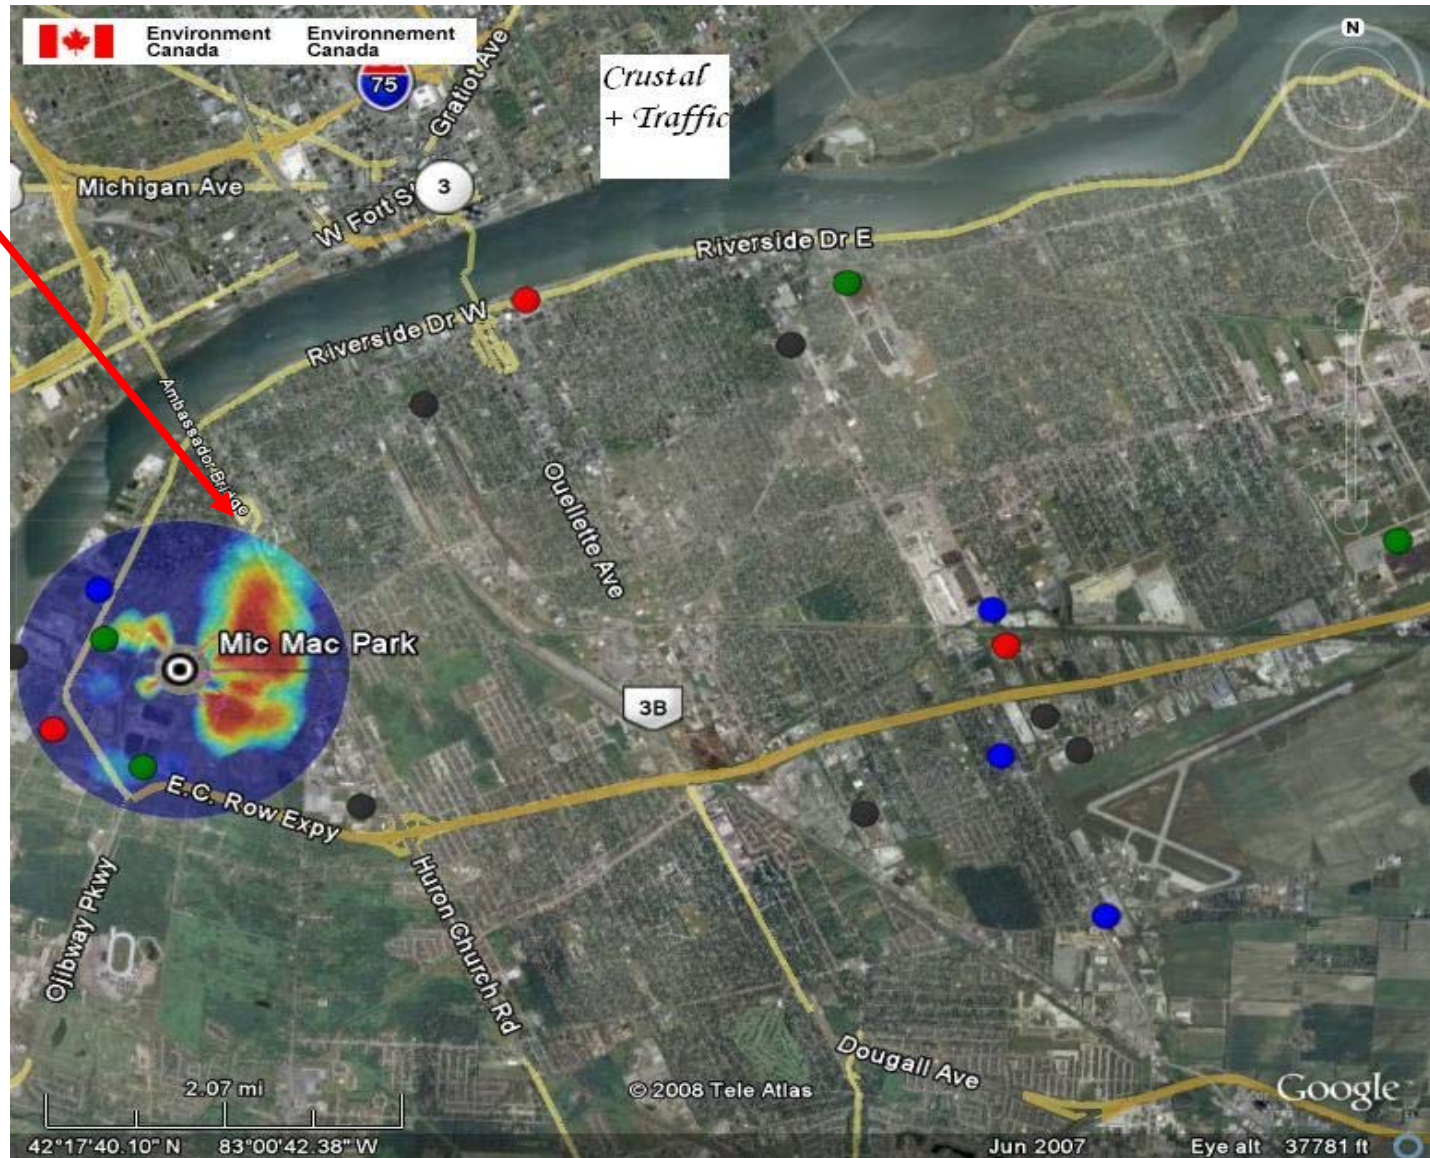 Environment Canada
Environnement Canada
75
Gratiot Ave
Crustal
+ Traffic
N
Michigan Ave
3
W Fort S
Riverside Dr E
Riverside Dr W
Ambassador Bridge
Ouellette Ave
Mic Mac Park
3B
E.C. Row Expy
Ojibway Pkwy
Huron Church Rd
Dougall Ave
2.07 mi
© 2008 Tele Atlas
Google
42°17'40.10" N 83°00'42.38" W
Jun 2007
Eye alt 37781 ft